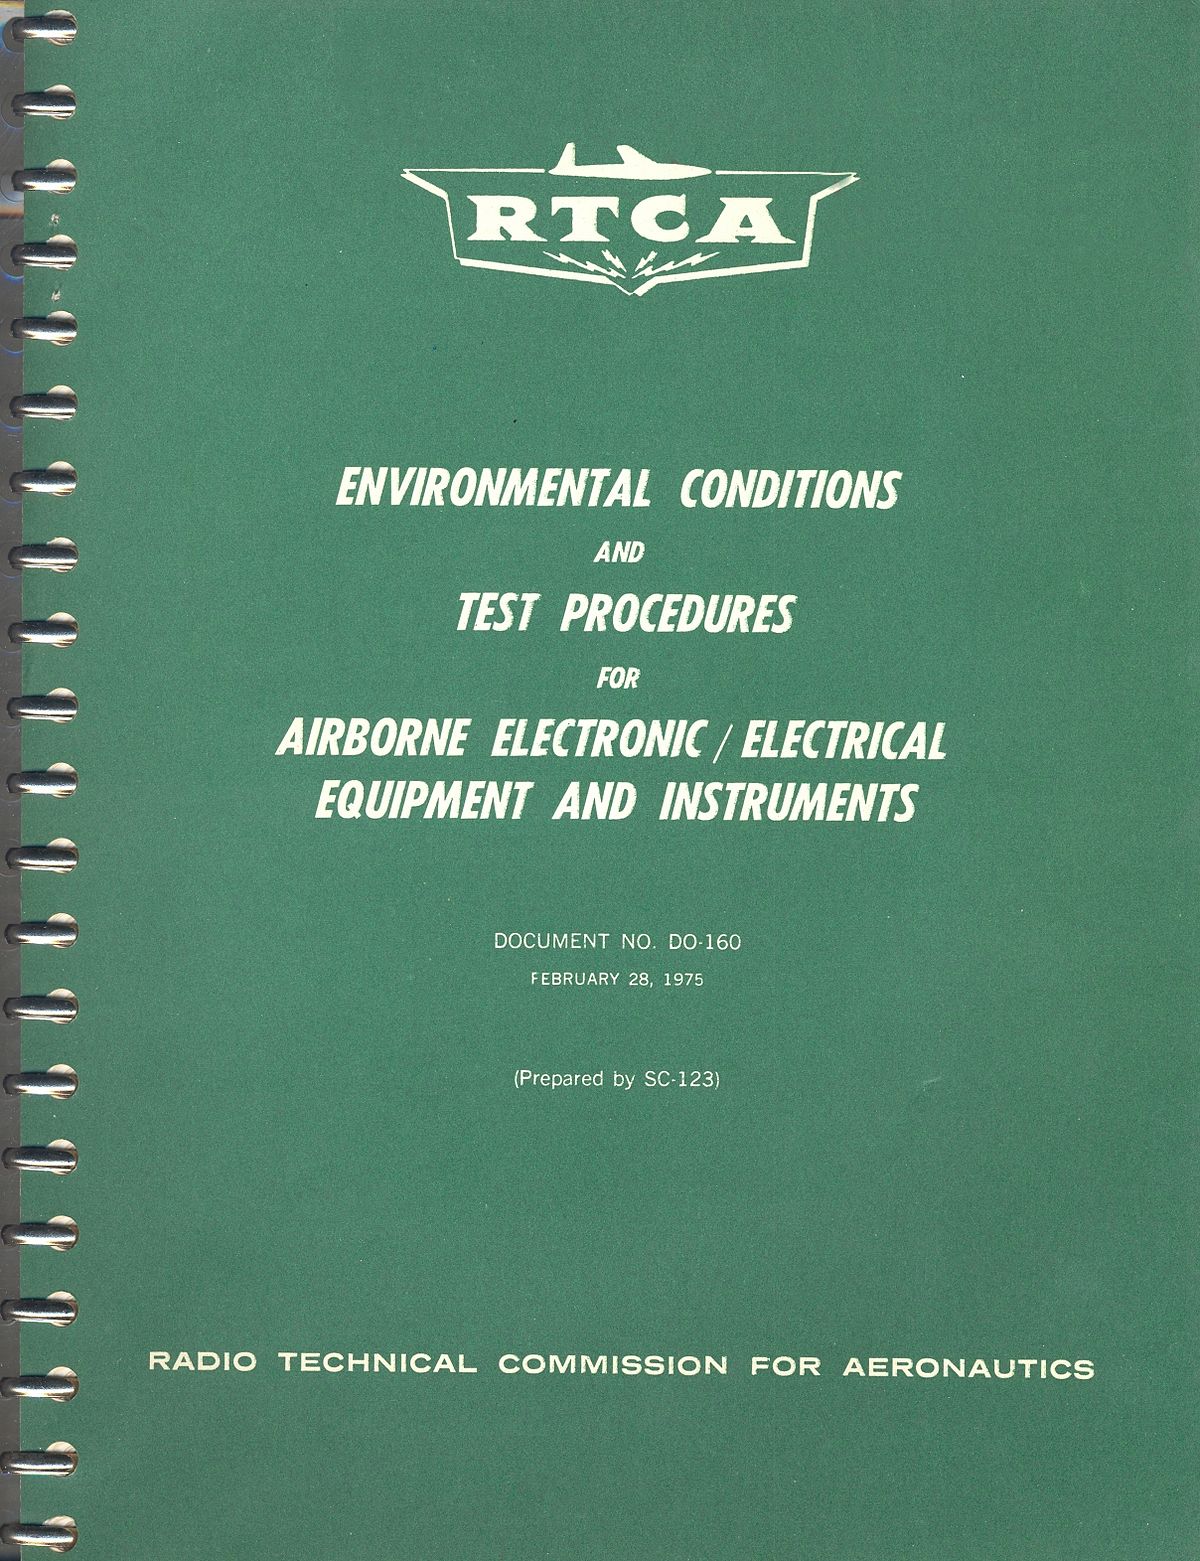 RTCA
ENVIRONMENTAL CONDITIONS
AND
TEST PROCEDURES
FOR
AIRBORNE ELECTRONIC / ELECTRICAL
EQUIPMENT AND INSTRUMENTS
DOCUMENT NO. DO-160
FEBRUARY 28, 1975
(Prepared by SC-123)
RADIO TECHNICAL COMMISSION FOR AERONAUTICS